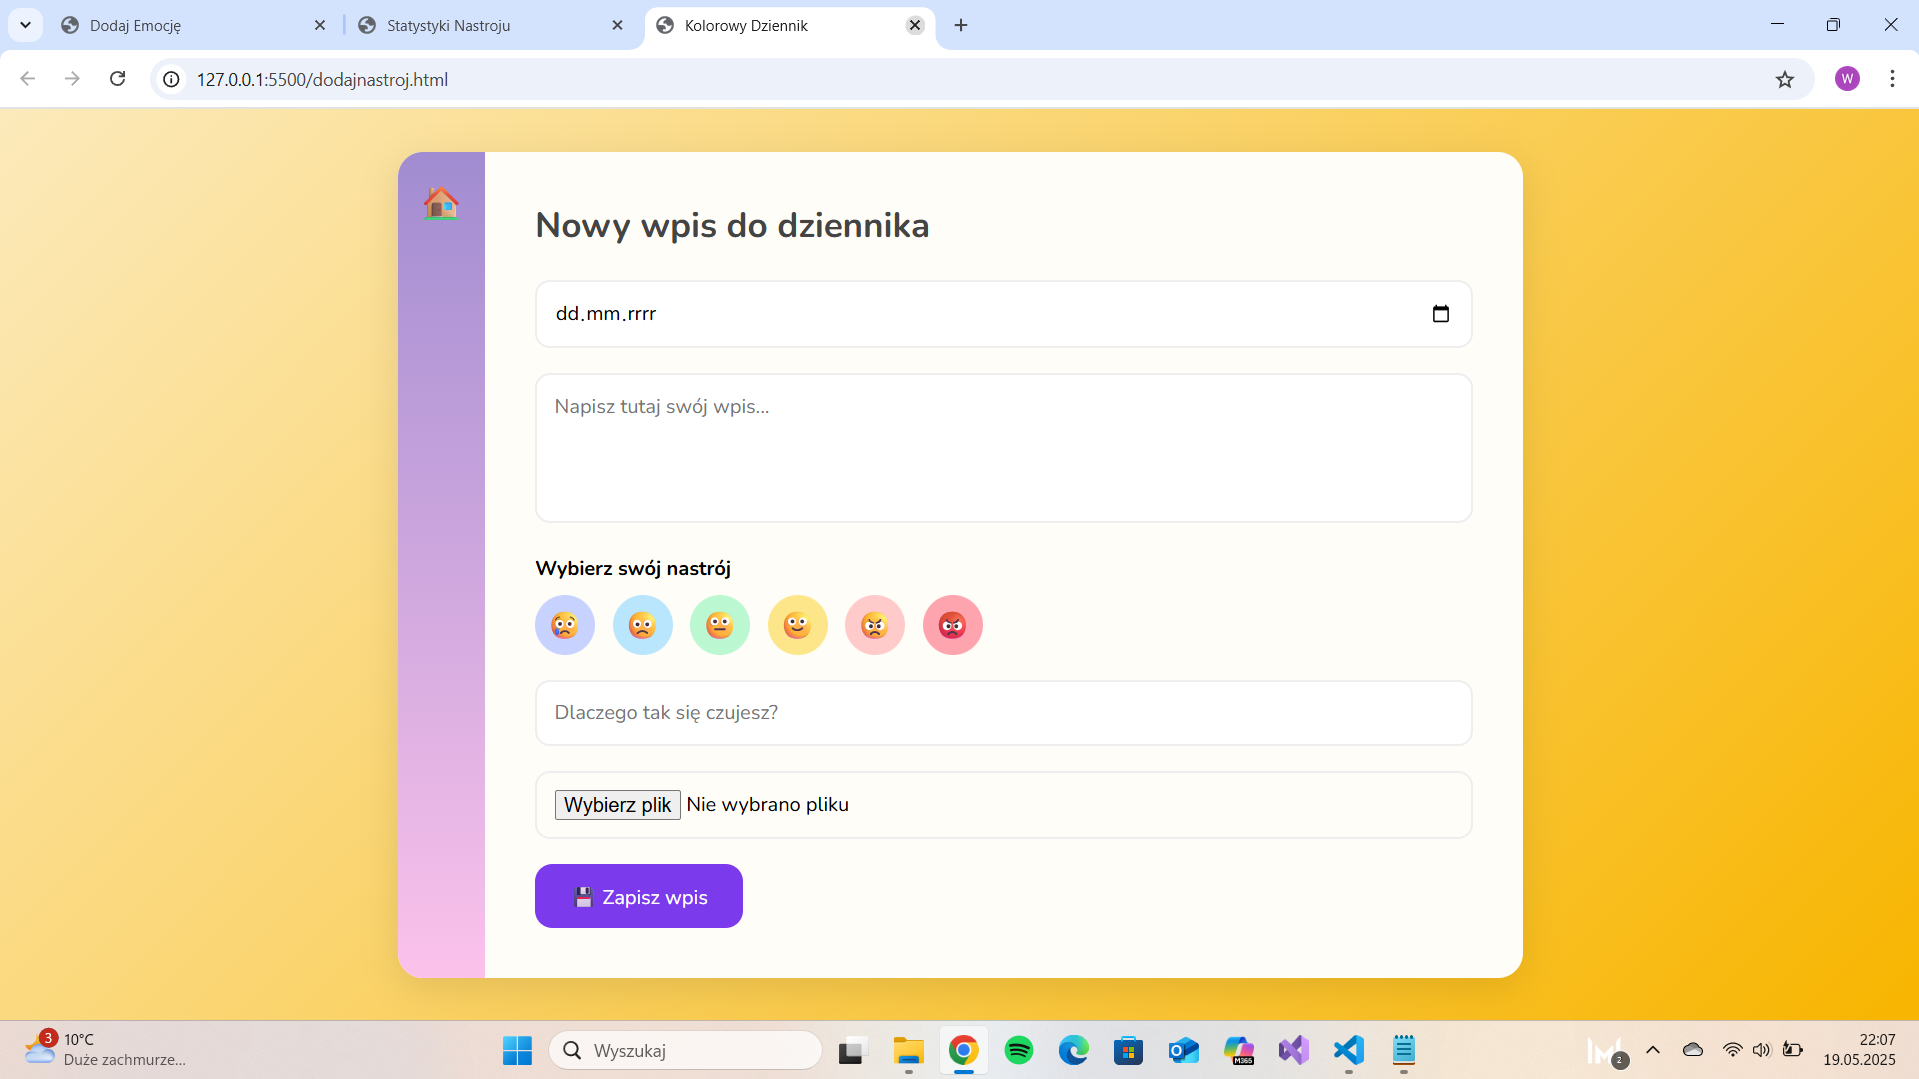 Dodaj Emocję
Statystyki Nastroju
Kolorowy Dziennik
127.0.0.1:5500/dodajnastroj.html
W
Nowy wpis do dziennika
dd.mm.rrrr
Napisz tutaj swój wpis...
Wybierz swój nastrój
Dlaczego tak się czujesz?
Wybierz plik Nie wybrano pliku
💾 Zapisz wpis
3
10°C
Duże zachmurze...
Wyszukaj
M365
2
22:07
19.05.2025